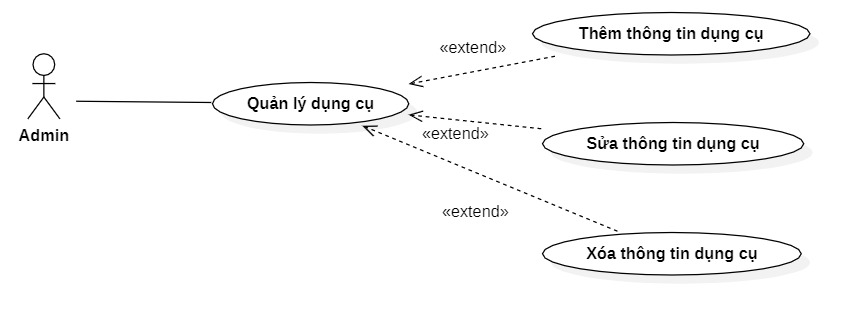 Thêm thông tin dụng cụ
«extend»
Quản lý dụng cụ
Admin
«extend»
Sửa thông tin dụng cụ
«extend»
Xóa thông tin dụng cụ